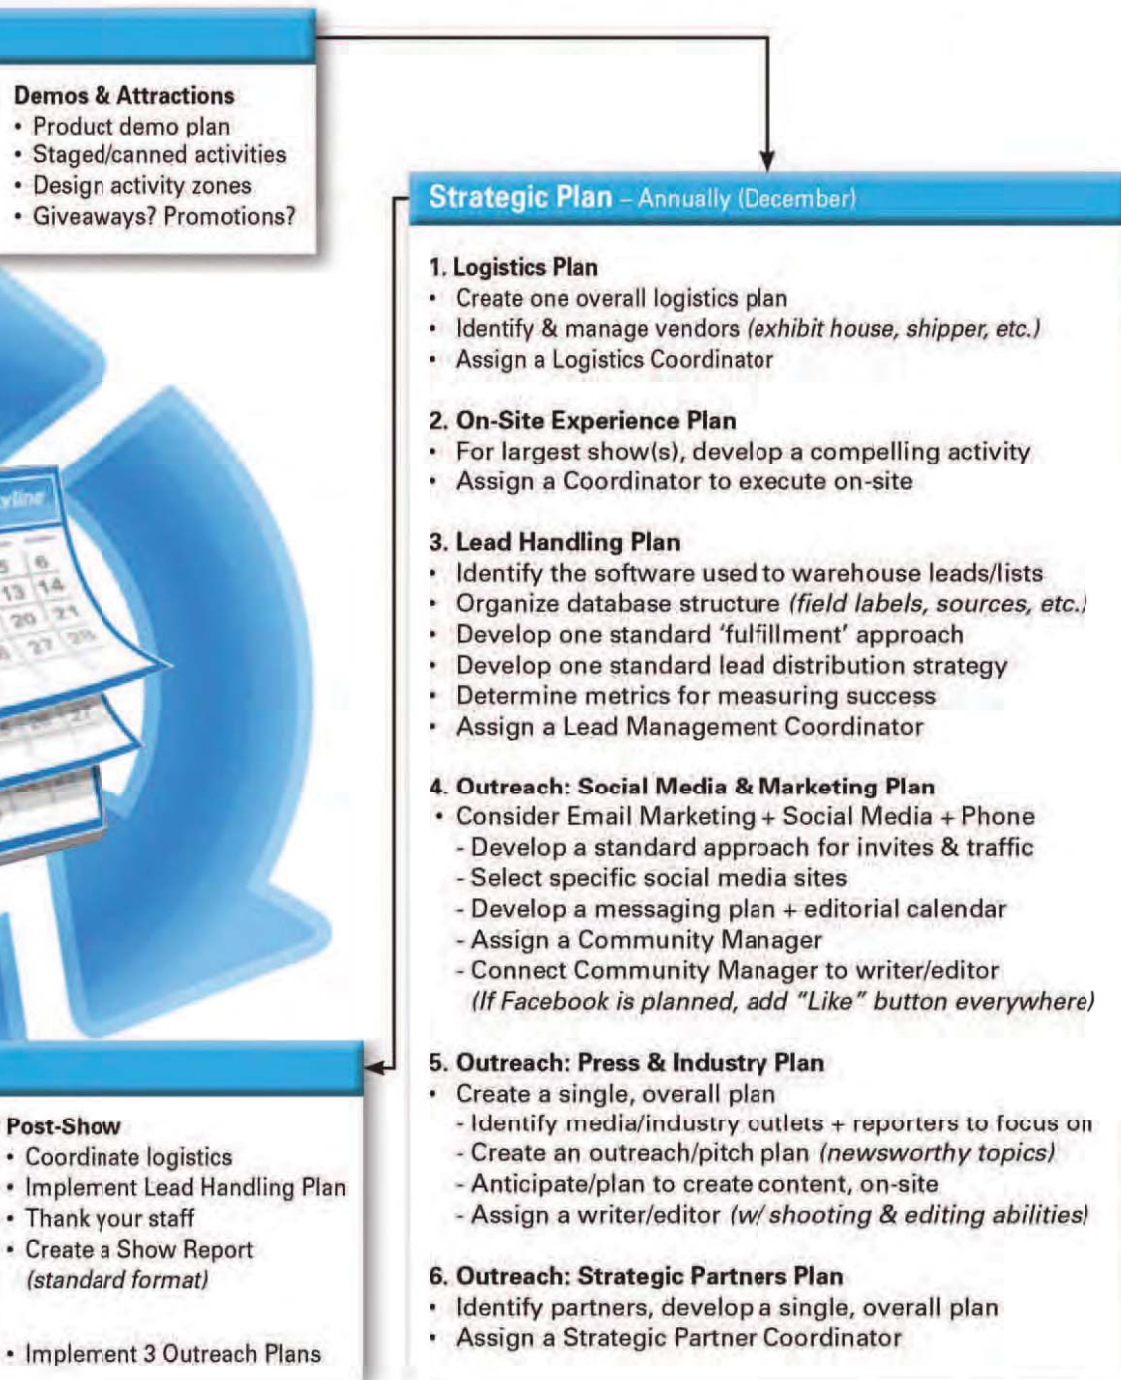 Demos & Attractions
• Product demo plan
• Staged/canned activities
• Design activity zones
• Giveaways? Promotions?
Strategic Plan – Annually (December)
1. Logistics Plan
• Create one overall logistics plan
• Identify & manage vendors (exhibit house, shipper, etc.)
• Assign a Logistics Coordinator
2. On-Site Experience Plan
• For largest show(s), develop a compelling activity
• Assign a Coordinator to execute on-site
3. Lead Handling Plan
• Identify the software used to warehouse leads/lists
• Organize database structure (field labels, sources, etc.)
• Develop one standard ‘fulfillment’ approach
• Develop one standard lead distribution strategy
• Determine metrics for measuring success
• Assign a Lead Management Coordinator
4. Outreach: Social Media & Marketing Plan
• Consider Email Marketing + Social Media + Phone
- Develop a standard approach for invites & traffic
- Select specific social media sites
- Develop a messaging plan + editorial calendar
- Assign a Community Manager
- Connect Community Manager to writer/editor
(If Facebook is planned, add “Like” button everywhere)
5. Outreach: Press & Industry Plan
• Create a single, overall plan
- Identify media/industry outlets + reporters to focus on
- Create an outreach/pitch plan (newsworthy topics)
- Anticipate/plan to create content, on-site
- Assign a writer/editor (w/ shooting & editing abilities)
6. Outreach: Strategic Partners Plan
• Identify partners, develop a single, overall plan
• Assign a Strategic Partner Coordinator
Post-Show
• Coordinate logistics
• Implement Lead Handling Plan
• Thank your staff
• Create a Show Report
(standard format)
• Implement 3 Outreach Plans
6
13 14
20 21
27 28